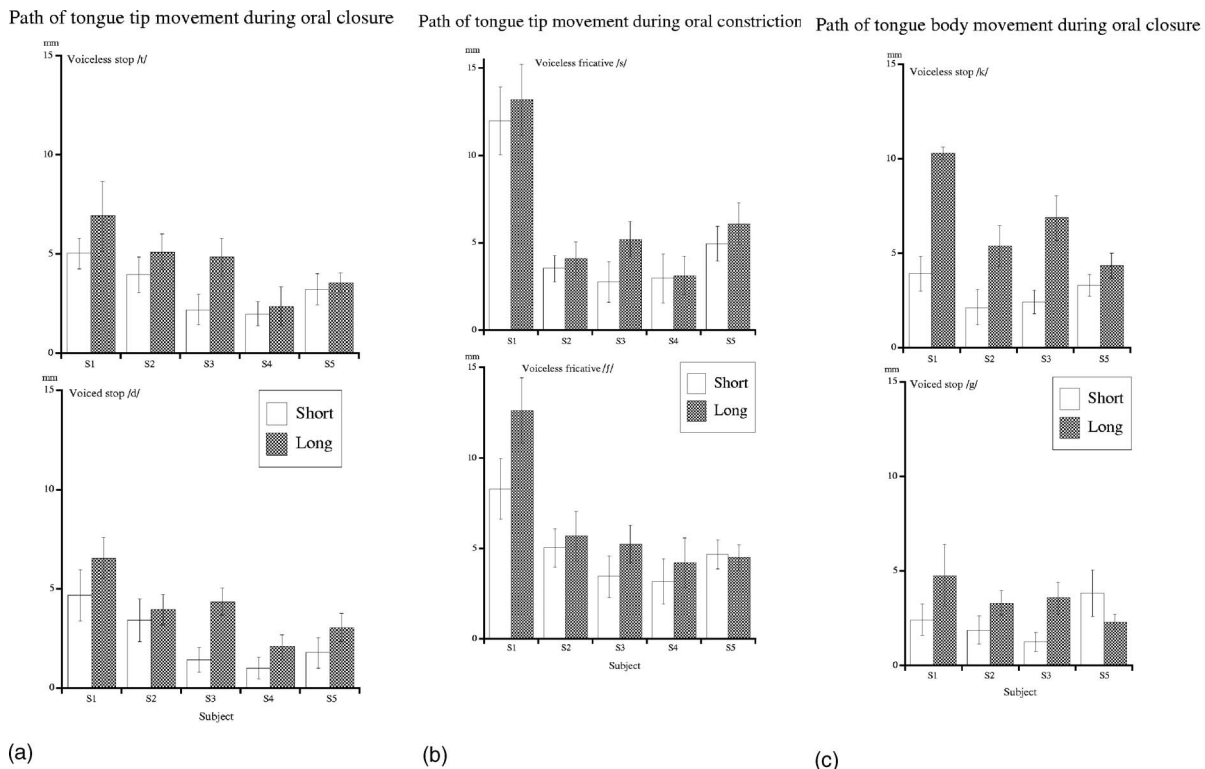 Path of tongue tip movement during oral closure
mm
15
Voiceless stop /t/
10
5
0
S1 S2 S3 S4 S5
mm
15
Voiced stop /d/
Short
Long
10
5
0
S1 S2 S3 S4 S5
Subject
(a)
Path of tongue tip movement during oral constriction
mm
15
Voiceless fricative /s/
10
5
0
S1 S2 S3 S4 S5
mm
15
Voiceless fricative /ʃ/
Short
Long
10
5
0
S1 S2 S3 S4 S5
Subject
(b)
Path of tongue body movement during oral closure
mm
15
Voiceless stop /k/
10
5
0
S1 S2 S3 S5
mm
15
Voiced stop /g/
Short
Long
10
5
0
S1 S2 S3 S5
Subject
(c)